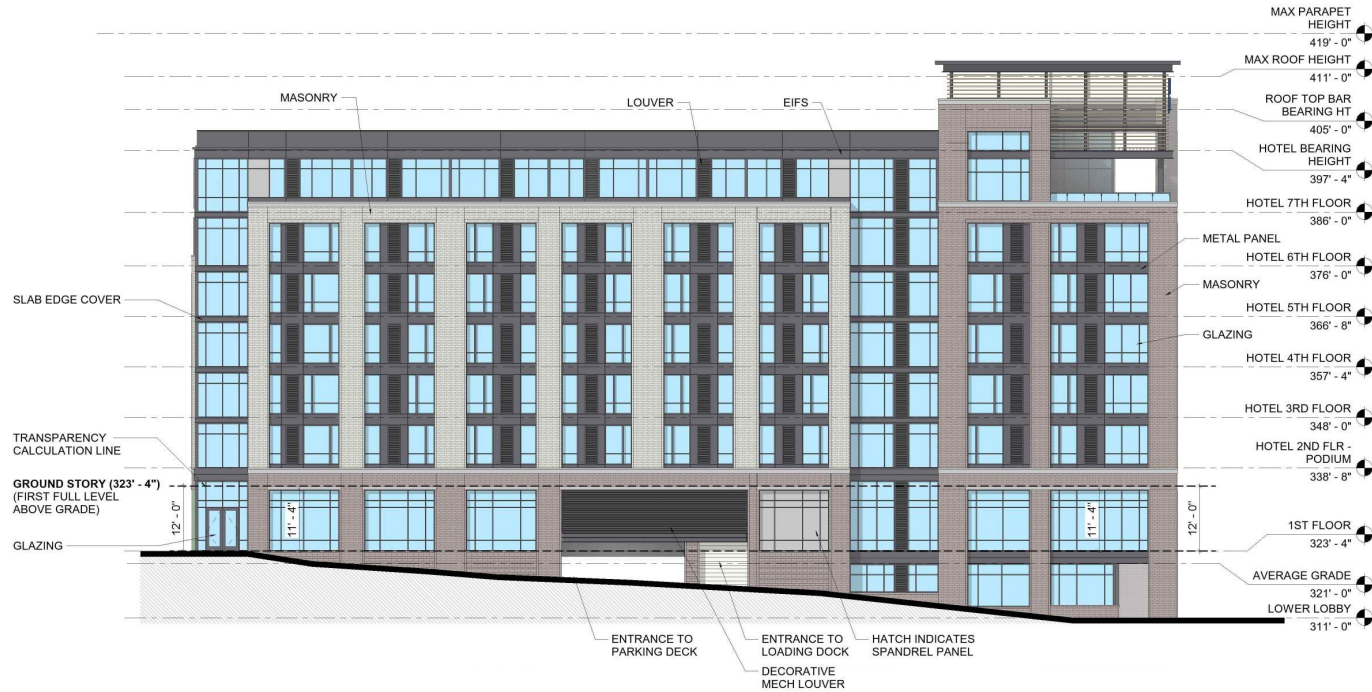 MAX PARAPET
HEIGHT
419' - 0"
MAX ROOF HEIGHT
411' - 0"
ROOF TOP BAR
BEARING HT
405' - 0"
HOTEL BEARING
HEIGHT
397' - 4"
HOTEL 7TH FLOOR
386' - 0"
METAL PANEL
HOTEL 6TH FLOOR
376' - 0"
MASONRY
HOTEL 5TH FLOOR
366' - 8"
GLAZING
HOTEL 4TH FLOOR
357' - 4"
HOTEL 3RD FLOOR
348' - 0"
HOTEL 2ND FLR -
PODIUM
338' - 8"
1ST FLOOR
323' - 4"
AVERAGE GRADE
321' - 0"
LOWER LOBBY
311' - 0"
MASONRY
LOUVER
EIFS
SLAB EDGE COVER
TRANSPARENCY
CALCULATION LINE
GROUND STORY (323' - 4")
(FIRST FULL LEVEL
ABOVE GRADE)
GLAZING
12' - 0"
11' - 4"
11' - 4"
12' - 0"
ENTRANCE TO
PARKING DECK
ENTRANCE TO
LOADING DOCK
DECORATIVE
MECH LOUVER
HATCH INDICATES
SPANDREL PANEL